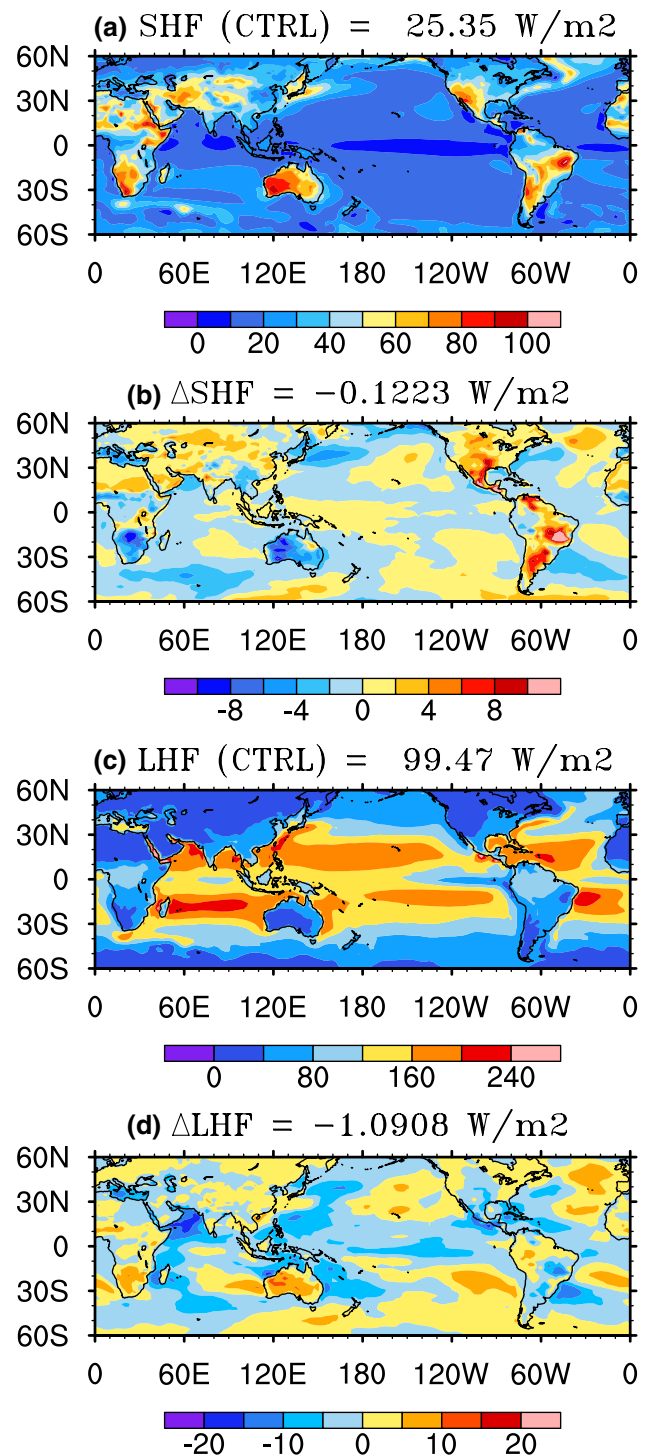 (a) SHF (CTRL) = 25.35 W/m2
60N
30N
0
30S
60S
0 60E 120E 180 120W 60W 0
0 20 40 60 80 100
(b) ΔSHF = −0.1223 W/m2
60N
30N
0
30S
60S
0 60E 120E 180 120W 60W 0
-8 -4 0 4 8
(c) LHF (CTRL) = 99.47 W/m2
60N
30N
0
30S
60S
0 60E 120E 180 120W 60W 0
0 80 160 240
(d) ΔLHF = −1.0908 W/m2
60N
30N
0
30S
60S
0 60E 120E 180 120W 60W 0
-20 -10 0 10 20